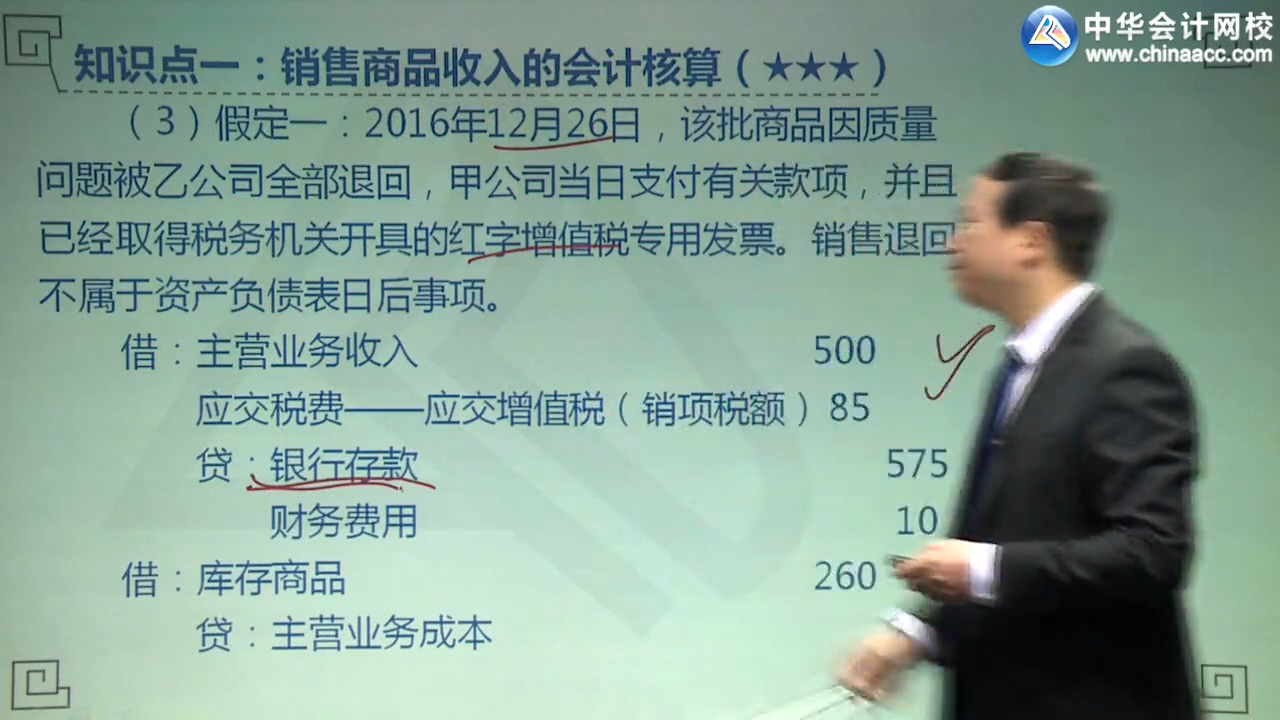 中华会计网校
www.chinaacc.com
知识点一：销售商品收入的会计核算（★★★）
（3）假定一：2016年12月26日，该批商品因质量
问题被乙公司全部退回，甲公司当日支付有关款项，并且
已经取得税务机关开具的红字增值税专用发票。销售退回
不属于资产负债表日后事项。
借：主营业务收入 500
应交税费——应交增值税（销项税额）85
贷：银行存款 575
财务费用 10
借：库存商品 260
贷：主营业务成本